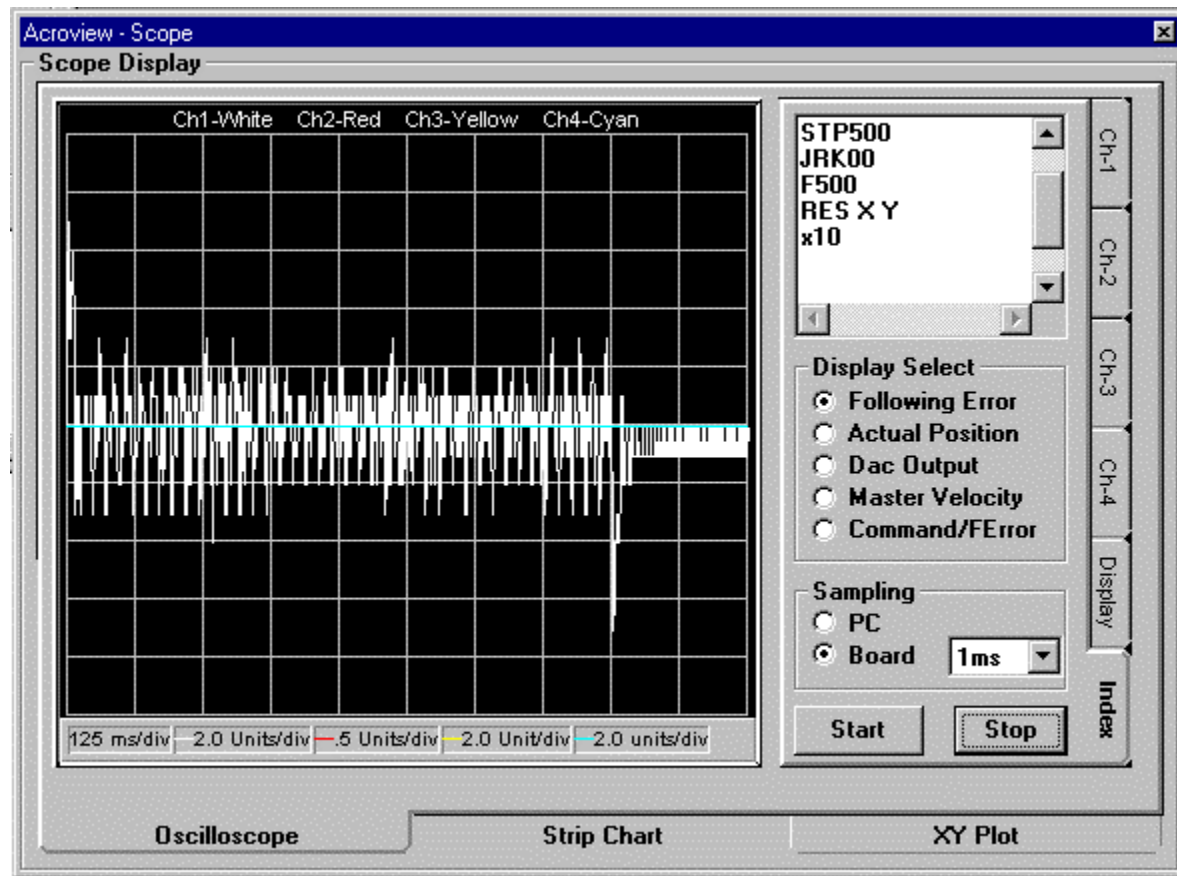 Acroview - Scope
Scope Display
Ch1-White Ch2-Red Ch3-Yellow Ch4-Cyan
125 ms/div 2.0 Units/div .5 Units/div 2.0 Unit/div 2.0 units/div
STP500
JRK00
F500
RES X Y
x10
Display Select
Following Error
Actual Position
Dac Output
Master Velocity
Command/FError
Sampling
PC
Board 1ms
Start Stop
Ch-1
Ch-2
Ch-3
Ch-4
Display
Index
Oscilloscope Strip Chart XY Plot